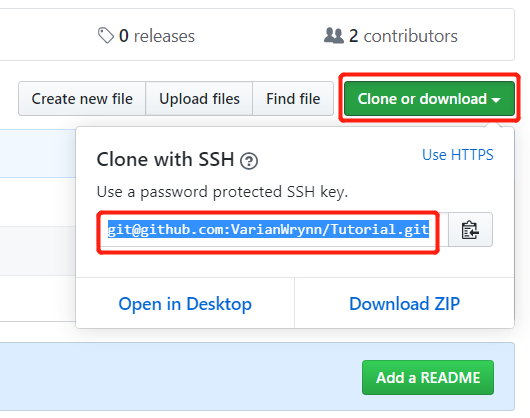 0 releases
2 contributors
Create new file
Upload files
Find file
Clone or download
Clone with SSH
Use HTTPS
Use a password protected SSH key.
git@github.com:VarianWrynn/Tutorial.git
Open in Desktop
Download ZIP
Add a README